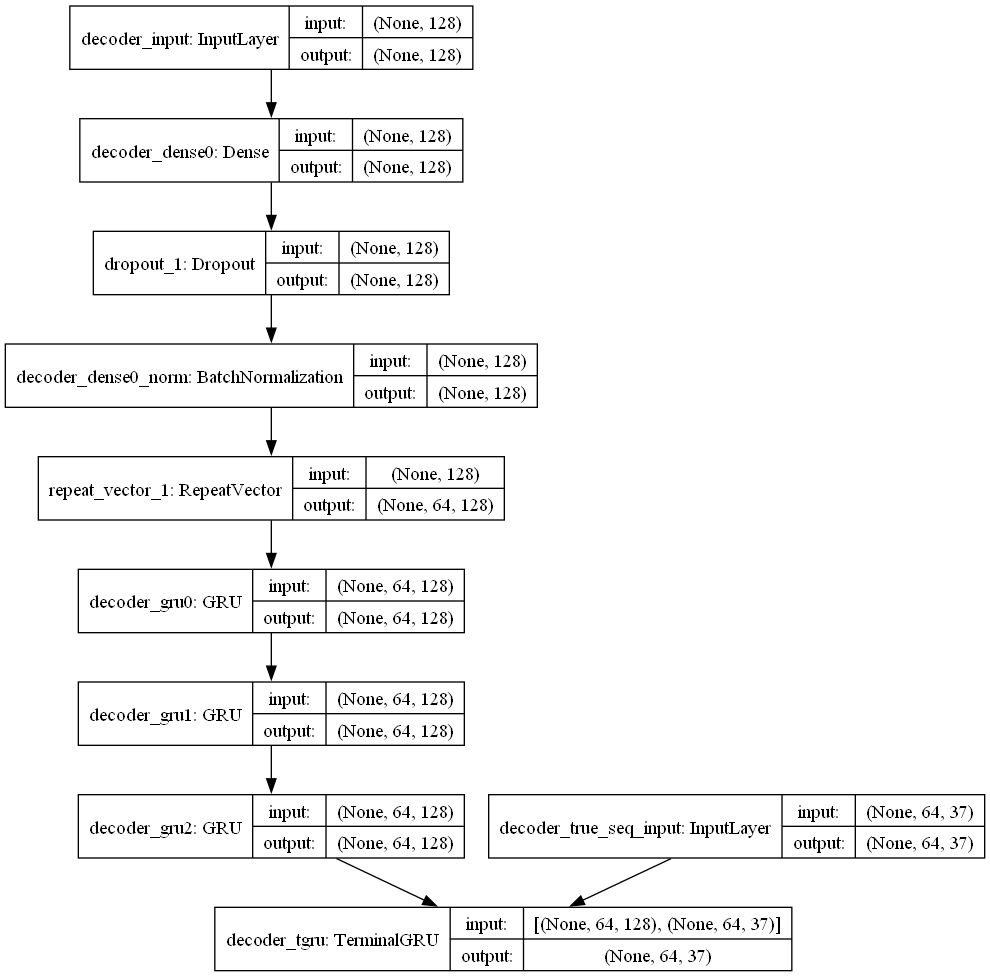 decoder_input: InputLayer
input: (None, 128)
output: (None, 128)
decoder_dense0: Dense
input: (None, 128)
output: (None, 128)
dropout_1: Dropout
input: (None, 128)
output: (None, 128)
decoder_dense0_norm: BatchNormalization
input: (None, 128)
output: (None, 128)
repeat_vector_1: RepeatVector
input: (None, 128)
output: (None, 64, 128)
decoder_gru0: GRU
input: (None, 64, 128)
output: (None, 64, 128)
decoder_gru1: GRU
input: (None, 64, 128)
output: (None, 64, 128)
decoder_gru2: GRU
input: (None, 64, 128)
output: (None, 64, 128)
decoder_true_seq_input: InputLayer
input: (None, 64, 37)
output: (None, 64, 37)
decoder_tgru: TerminalGRU
input: [(None, 64, 128), (None, 64, 37)]
output: (None, 64, 37)